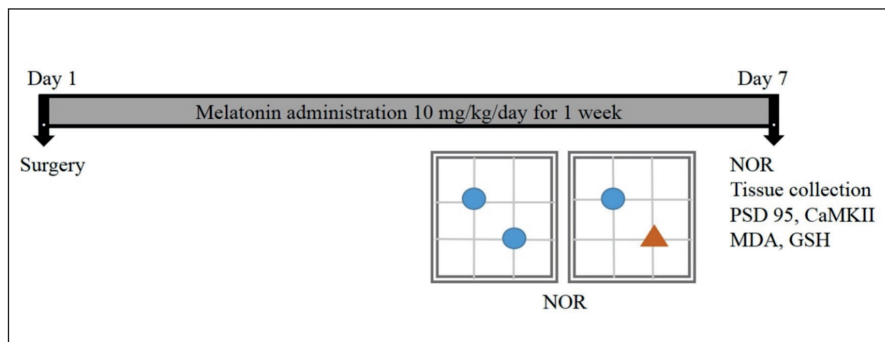 Day 1
Day 7
Melatonin administration 10 mg/kg/day for 1 week
Surgery
NOR
Tissue collection
PSD 95, CaMKII
MDA, GSH
NOR